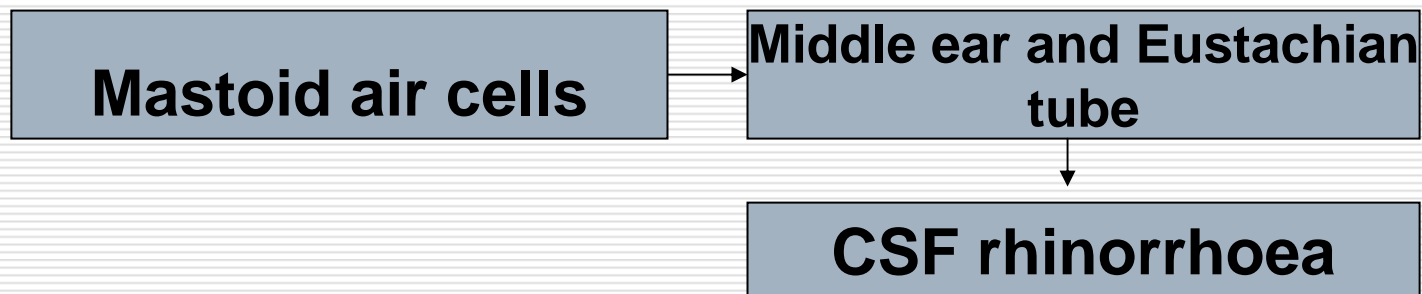 Mastoid air cells
Middle ear and Eustachian
tube
CSF rhinorrhoea